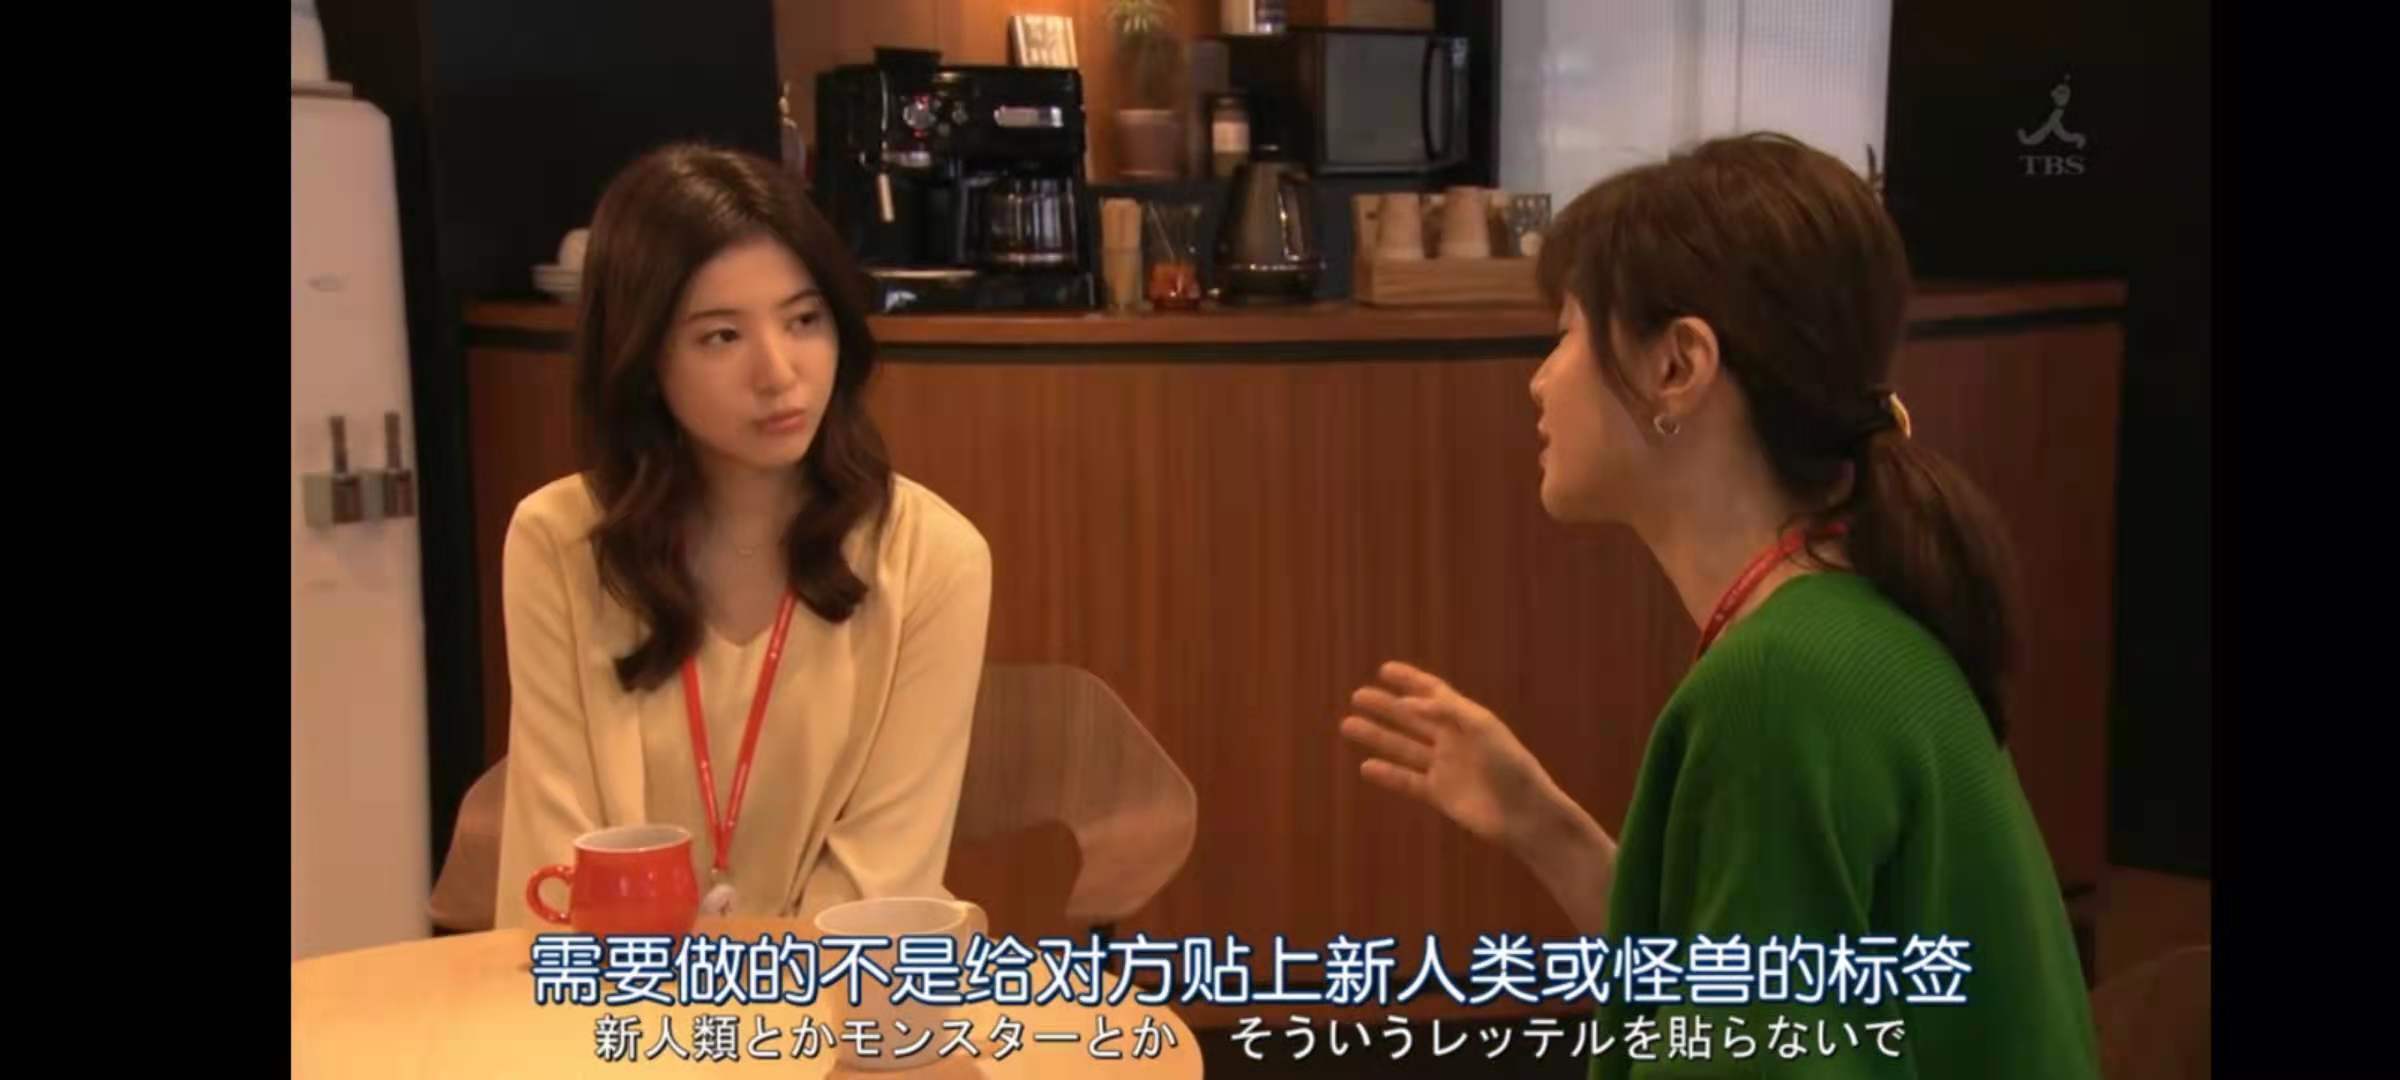 TBS
需要做的不是给对方贴上新人类或怪兽的标签
新人類とかモンスターとか そういうレッテルを貼らないで